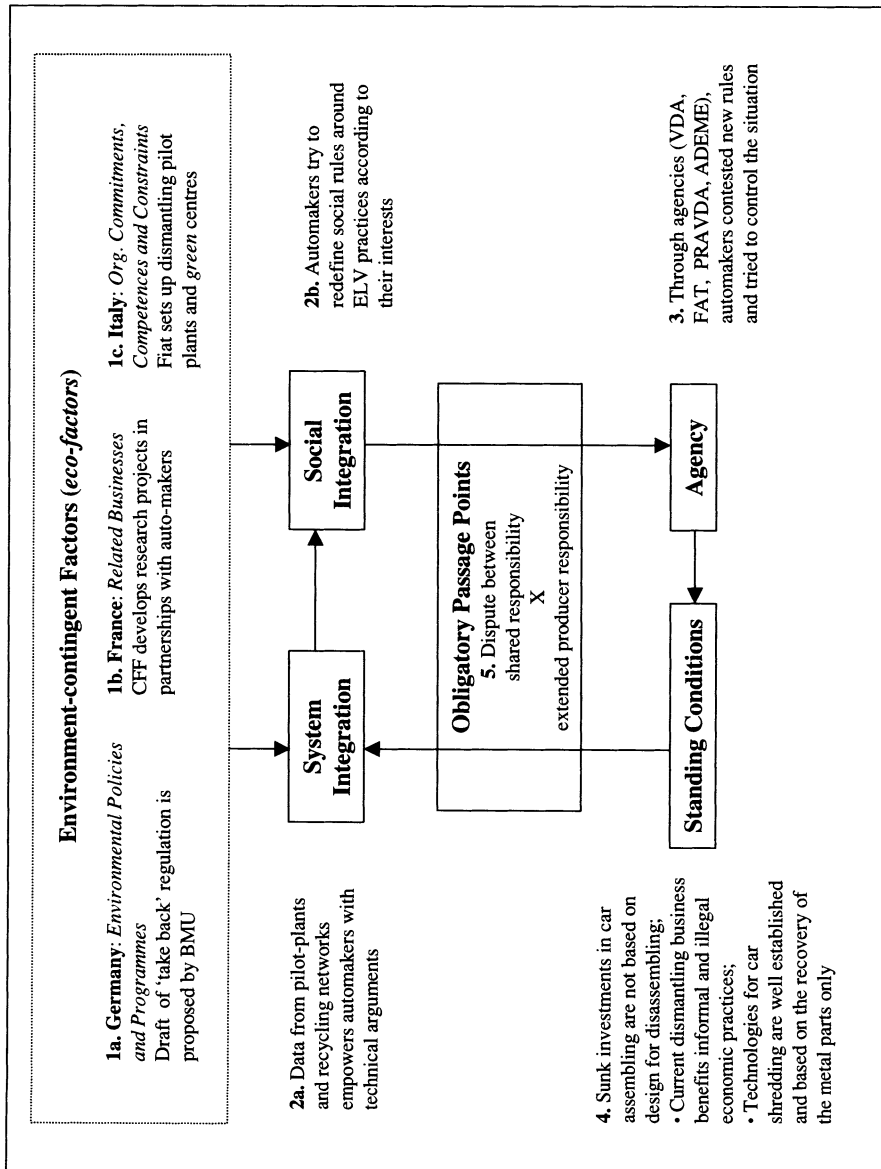 Environment-contingent Factors (eco-factors)
1a. Germany: Environmental Policies
and Programmes
Draft of ‘take back’ regulation is
proposed by BMU
1b. France: Related Businesses
CFF develops research projects in
partnerships with auto-makers
1c. Italy: Org. Commitments,
Competences and Constraints
Fiat sets up dismantling pilot
plants and green centres
2a. Data from pilot-plants
and recycling networks
empowers automakers with
technical arguments
System
Integration
Social
Integration
2b. Automakers try to
redefine social rules around
ELV practices according to
their interests
Obligatory Passage Points
5. Dispute between
shared responsibility
X
extended producer responsibility
4. Sunk investments in car
assembling are not based on
design for disassembling;
• Current dismantling business
benefits informal and illegal
economic practices;
• Technologies for car
shredding are well established
and based on the recovery of
the metal parts only
Standing Conditions
Agency
3. Through agencies (VDA,
FAT, PRAVDA, ADEME),
automakers contested new rules
and tried to control the situation